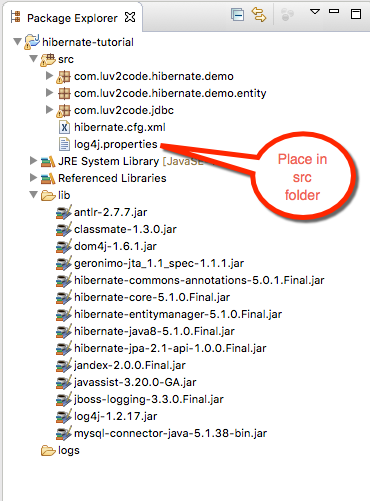 Package Explorer
hibernate-tutorial
src
com.luv2code.hibernate.demo
com.luv2code.hibernate.demo.entity
com.luv2code.jdbc
hibernate.cfg.xml
log4j.properties
JRE System Library [JavaSE
Referenced Libraries
lib
antlr-2.7.7.jar
classmate-1.3.0.jar
dom4j-1.6.1.jar
geronimo-jta_1.1_spec-1.1.1.jar
hibernate-commons-annotations-5.0.1.Final.jar
hibernate-core-5.1.0.Final.jar
hibernate-entitymanager-5.1.0.Final.jar
hibernate-java8-5.1.0.Final.jar
hibernate-jpa-2.1-api-1.0.0.Final.jar
jandex-2.0.0.Final.jar
javassist-3.20.0-GA.jar
jboss-logging-3.3.0.Final.jar
log4j-1.2.17.jar
mysql-connector-java-5.1.38-bin.jar
logs
Place in
src
folder